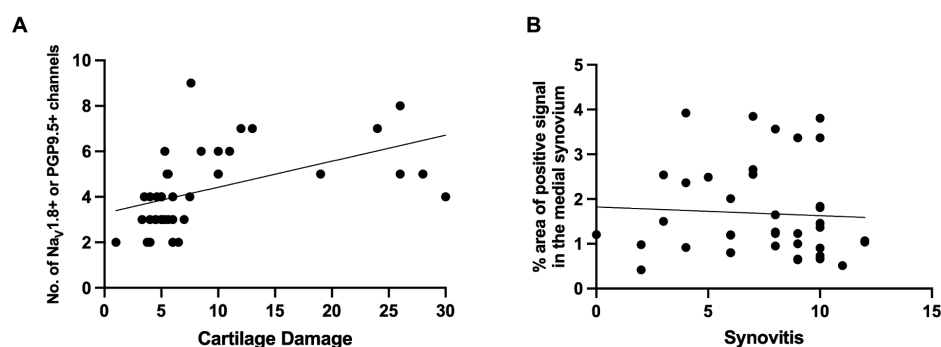 A
No. of NaV1.8+ or PGP9.5+ channels
10
8
6
4
2
0
0 5 10 15 20 25 30
Cartilage Damage
B
% area of positive signal
in the medial synovium
5
4
3
2
1
0
0 5 10 15
Synovitis